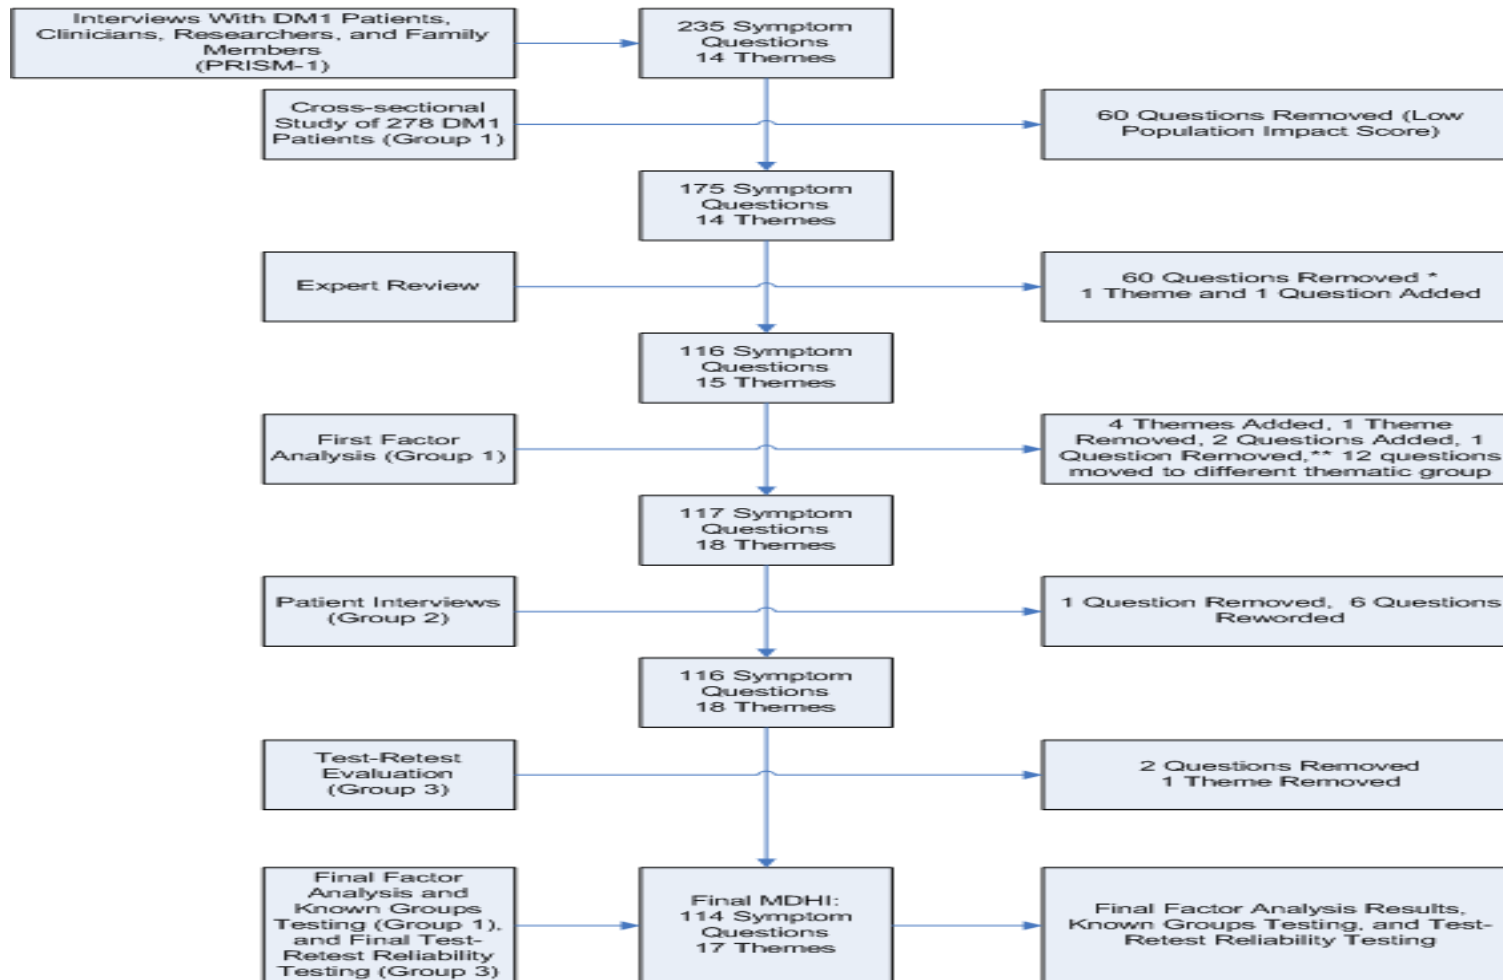 Interviews With DM1 Patients,
Clinicians, Researchers, and Family
Members
(PRISM-1)
235 Symptom
Questions
14 Themes
Cross-sectional
Study of 278 DM1
Patients (Group 1)
60 Questions Removed (Low
Population Impact Score)
175 Symptom
Questions
14 Themes
Expert Review
60 Questions Removed *
1 Theme and 1 Question Added
116 Symptom
Questions
15 Themes
First Factor
Analysis (Group 1)
4 Themes Added, 1 Theme
Removed, 2 Questions Added, 1
Question Removed,** 12 questions
moved to different thematic group
117 Symptom
Questions
18 Themes
Patient Interviews
(Group 2)
1 Question Removed, 6 Questions
Reworded
116 Symptom
Questions
18 Themes
Test-Retest
Evaluation
(Group 3)
2 Questions Removed
1 Theme Removed
Final Factor
Analysis and
Known Groups
Testing (Group 1),
and Final Test-
Retest Reliability
Testing (Group 3)
Final MDHI:
114 Symptom
Questions
17 Themes
Final Factor Analysis Results,
Known Groups Testing, and Test-
Retest Reliability Testing